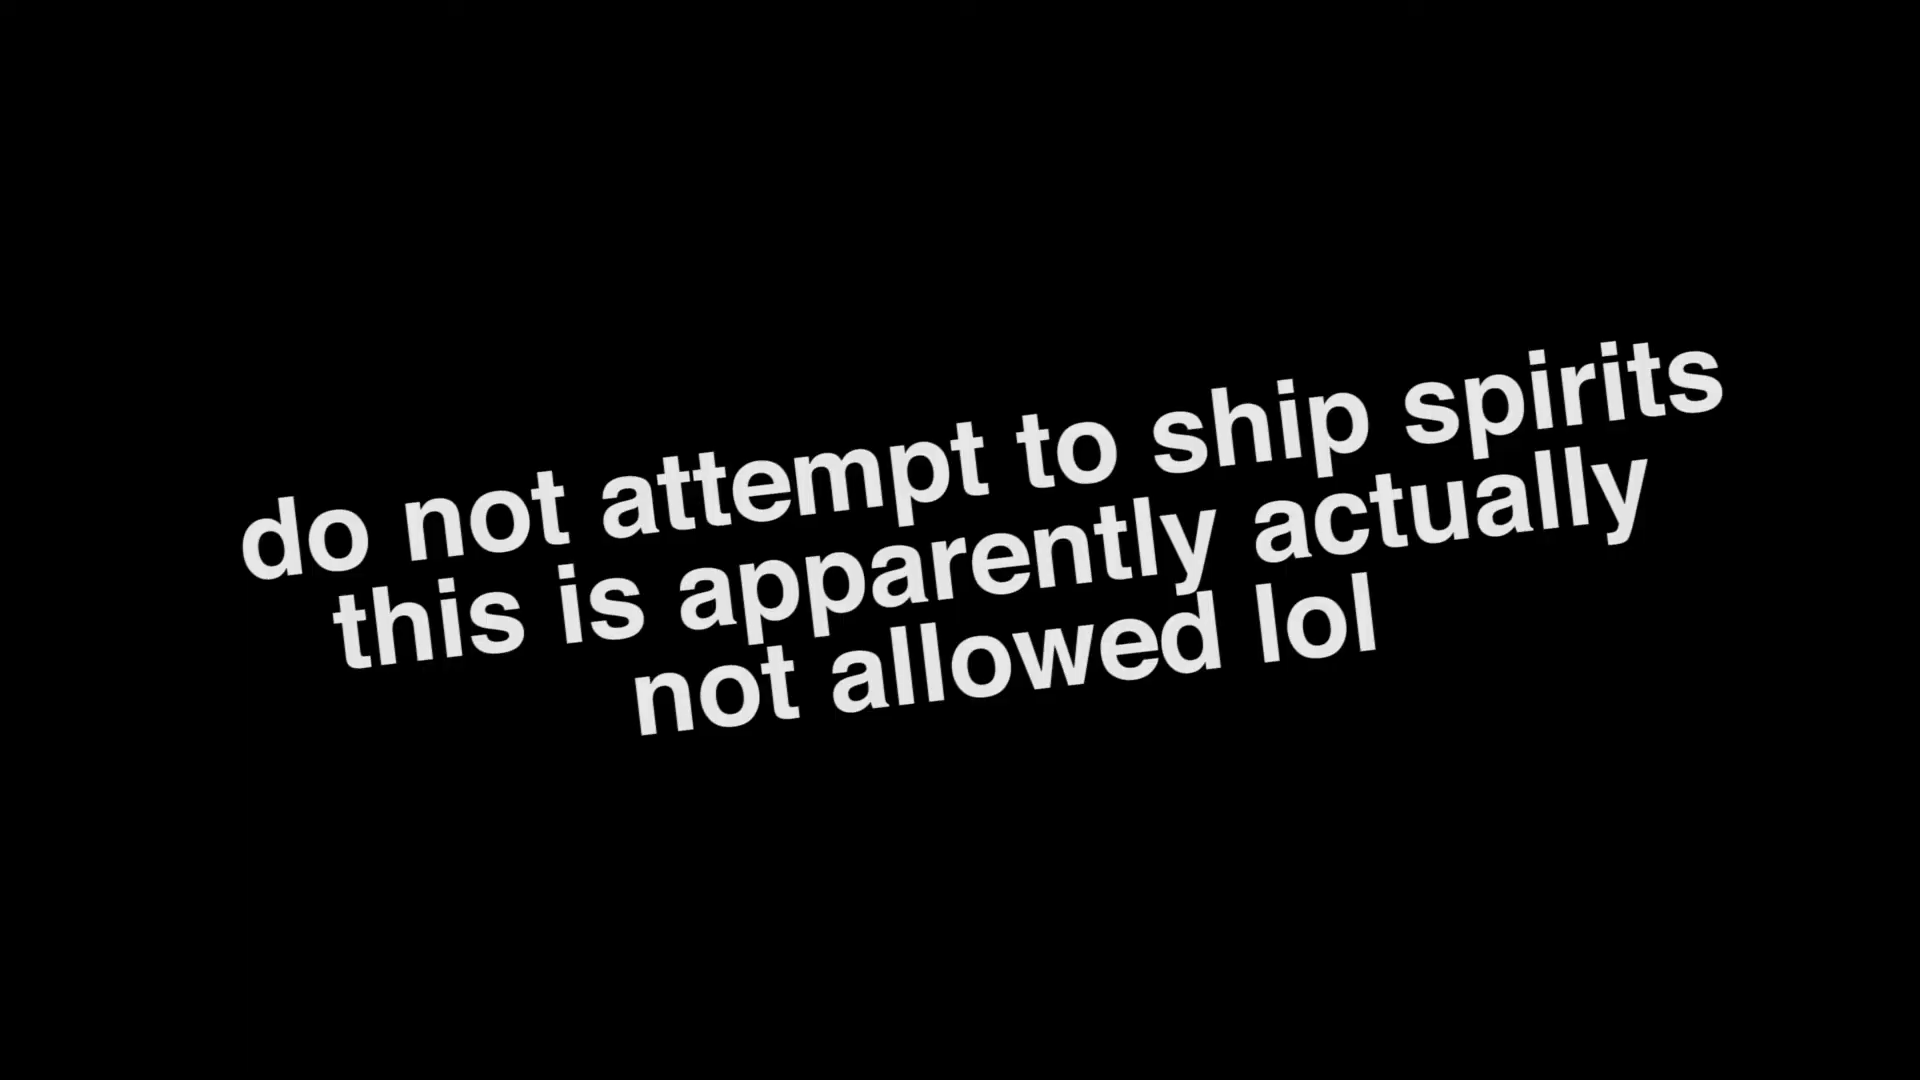 do not attempt to ship spirits
this is apparently actually
not allowed lol